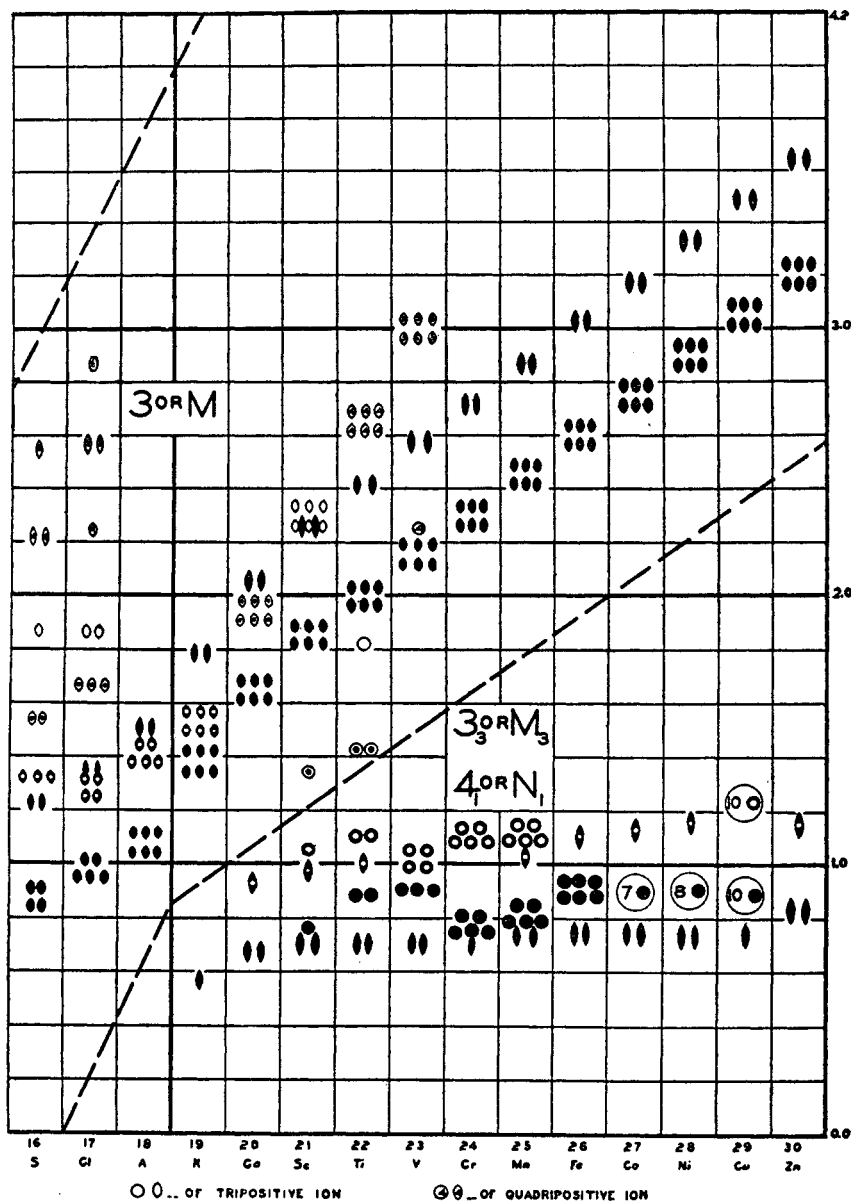 4.2
3.0
3 OR M
2.0
3₃ OR M₃
4₁ OR N₁
10
1.0
7 8 10
0.0
16 17 18 19 20 21 22 23 24 25 26 27 28 29 30
S Cl A K Ca Sc Ti V Cr Mn Fe Co Ni Cu Zn
OF TRIPOSITIVE ION OF QUADRIPOSITIVE ION